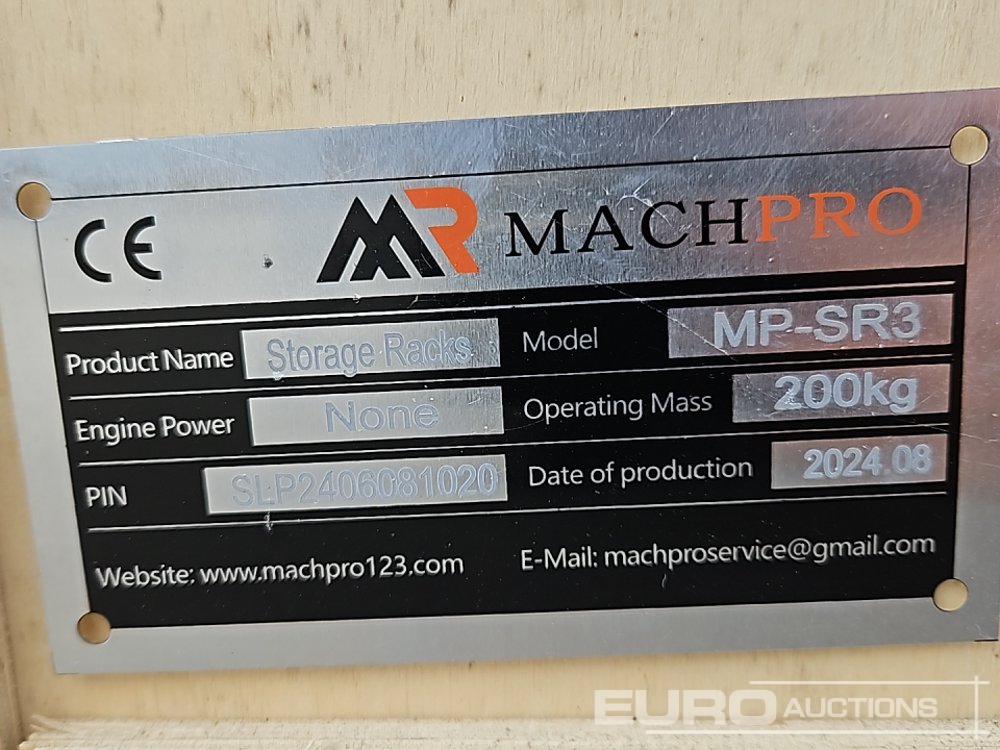 CE MR MACHPRO
Product Name Storage Racks Model MP-SR3
Engine Power None Operating Mass 200kg
PIN SLP2406081020 Date of production 2024.08
Website: www.machpro123.com E-Mail: machproservice@gmail.com
EURO AUCTIONS